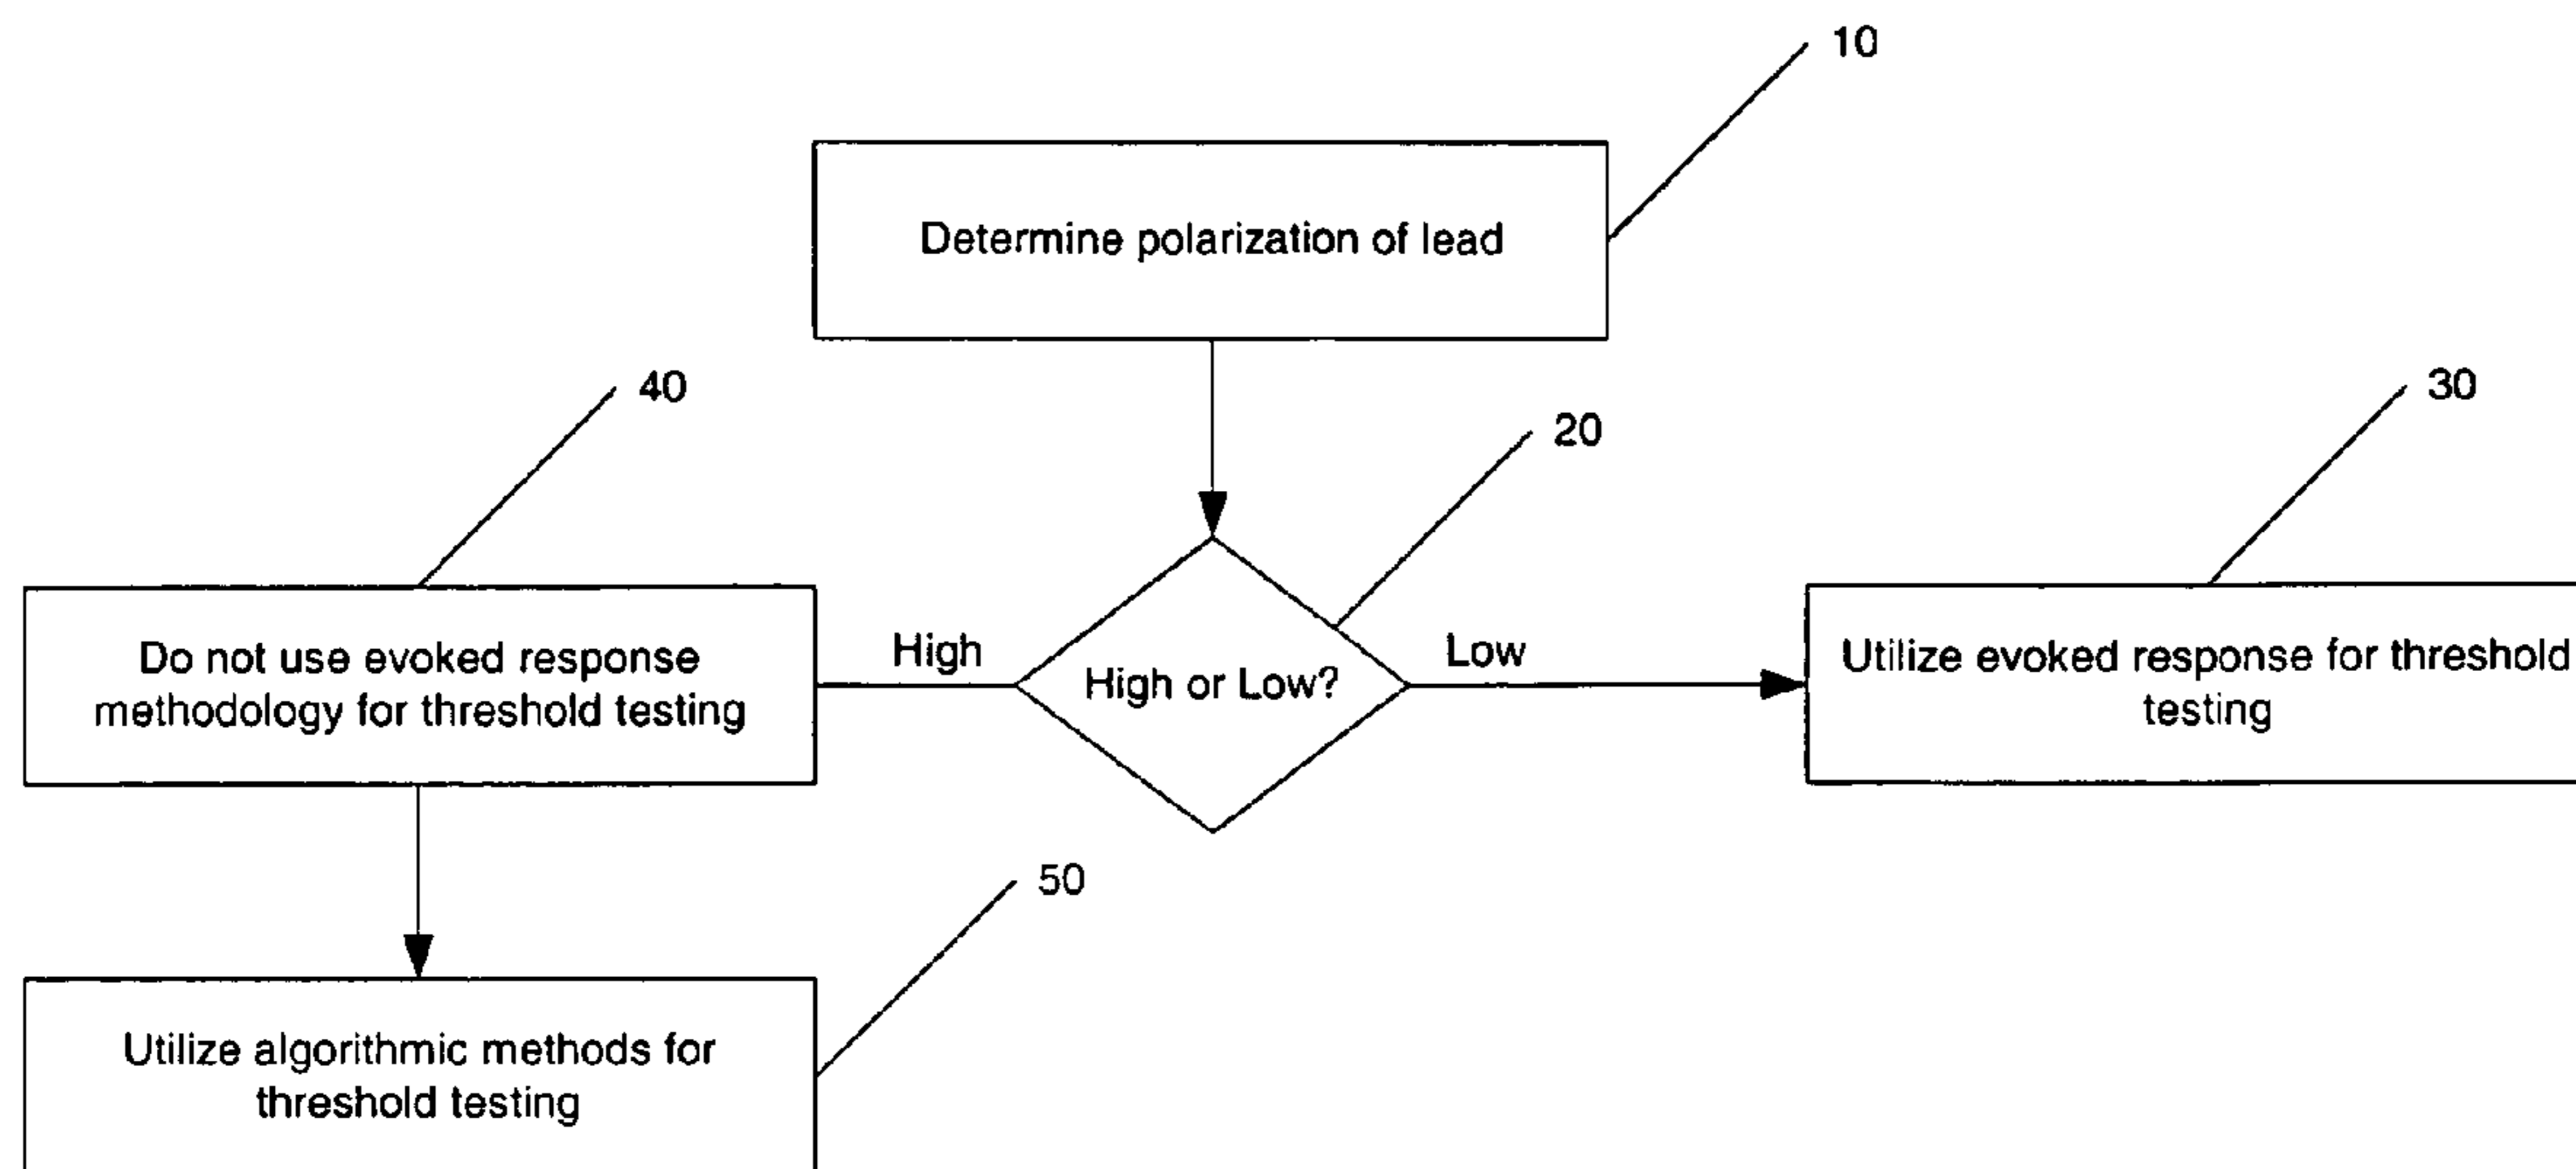 10
Determine polarization of lead
40
30
20
Do not use evoked response
methodology for threshold testing
High
High or Low?
Low
Utilize evoked response for threshold
testing
50
Utilize algorithmic methods for
threshold testing